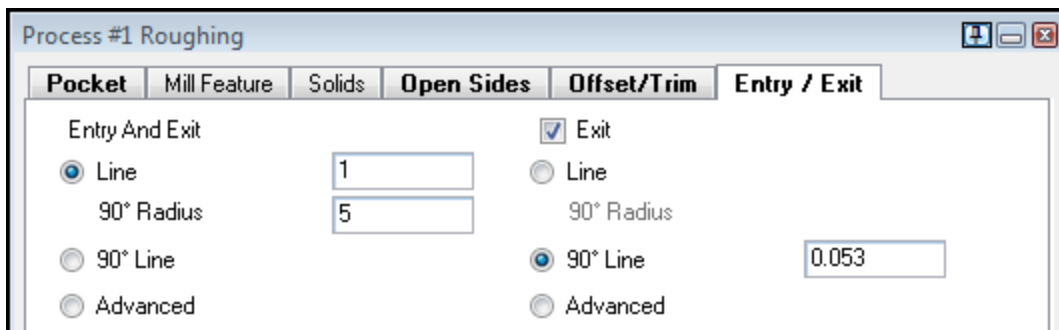 Process #1 Roughing
Pocket Mill Feature Solids Open Sides Offset/Trim Entry / Exit
Entry And Exit Exit
Line 1 Line
90° Radius 5 90° Radius
90° Line 90° Line 0.053
Advanced Advanced